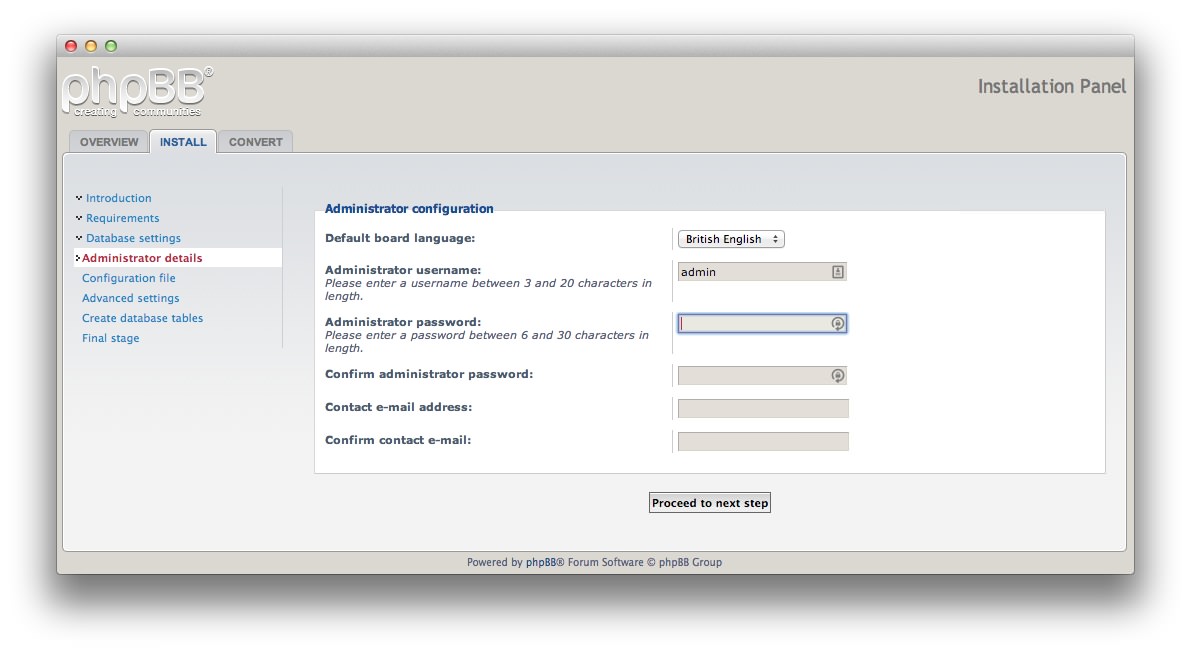 phpBB®
creating communities
Installation Panel
OVERVIEW
INSTALL
CONVERT
Introduction
Requirements
Database settings
Administrator details
Configuration file
Advanced settings
Create database tables
Final stage
Administrator configuration
Default board language:
British English
Administrator username:
Please enter a username between 3 and 20 characters in
length.
admin
Administrator password:
Please enter a password between 6 and 30 characters in
length.
Confirm administrator password:
Contact e-mail address:
Confirm contact e-mail:
Proceed to next step
Powered by phpBB® Forum Software © phpBB Group